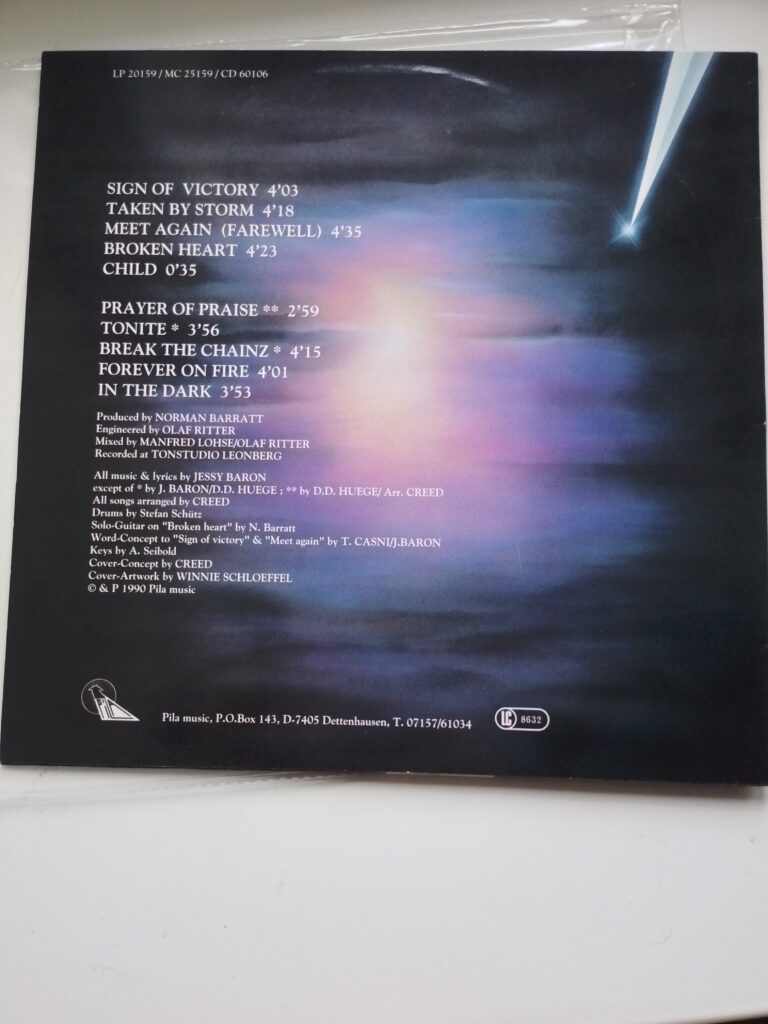 LP 20159 / MC 25159 / CD 60106
SIGN OF VICTORY 4'03
TAKEN BY STORM 4'18
MEET AGAIN (FAREWELL) 4'35
BROKEN HEART 4'23
CHILD 0'35
PRAYER OF PRAISE ** 2'59
TONITE * 3'56
BREAK THE CHAINZ * 4'15
FOREVER ON FIRE 4'01
IN THE DARK 3'53
Produced by NORMAN BARRATT
Engineered by OLAF RITTER
Mixed by MANFRED LOHSE/OLAF RITTER
Recorded at TONSTUDIO LEONBERG
All music & lyrics by JESSY BARON
except of * by J. BARON/D.D. HUEGE ; ** by D.D. HUEGE/ Arr. CREED
All songs arranged by CREED
Drums by Stefan Schütz
Solo-Guitar on "Broken heart" by N. Barratt
Word-Concept to "Sign of victory" & "Meet again" by T. CASNI/J.BARON
Keys by A. Seibold
Cover-Concept by CREED
Cover-Artwork by WINNIE SCHLOEFFEL
© & P 1990 Pila music
Pila music, P.O.Box 143, D-7405 Dettenhausen, T. 07157/61034
LC 8632